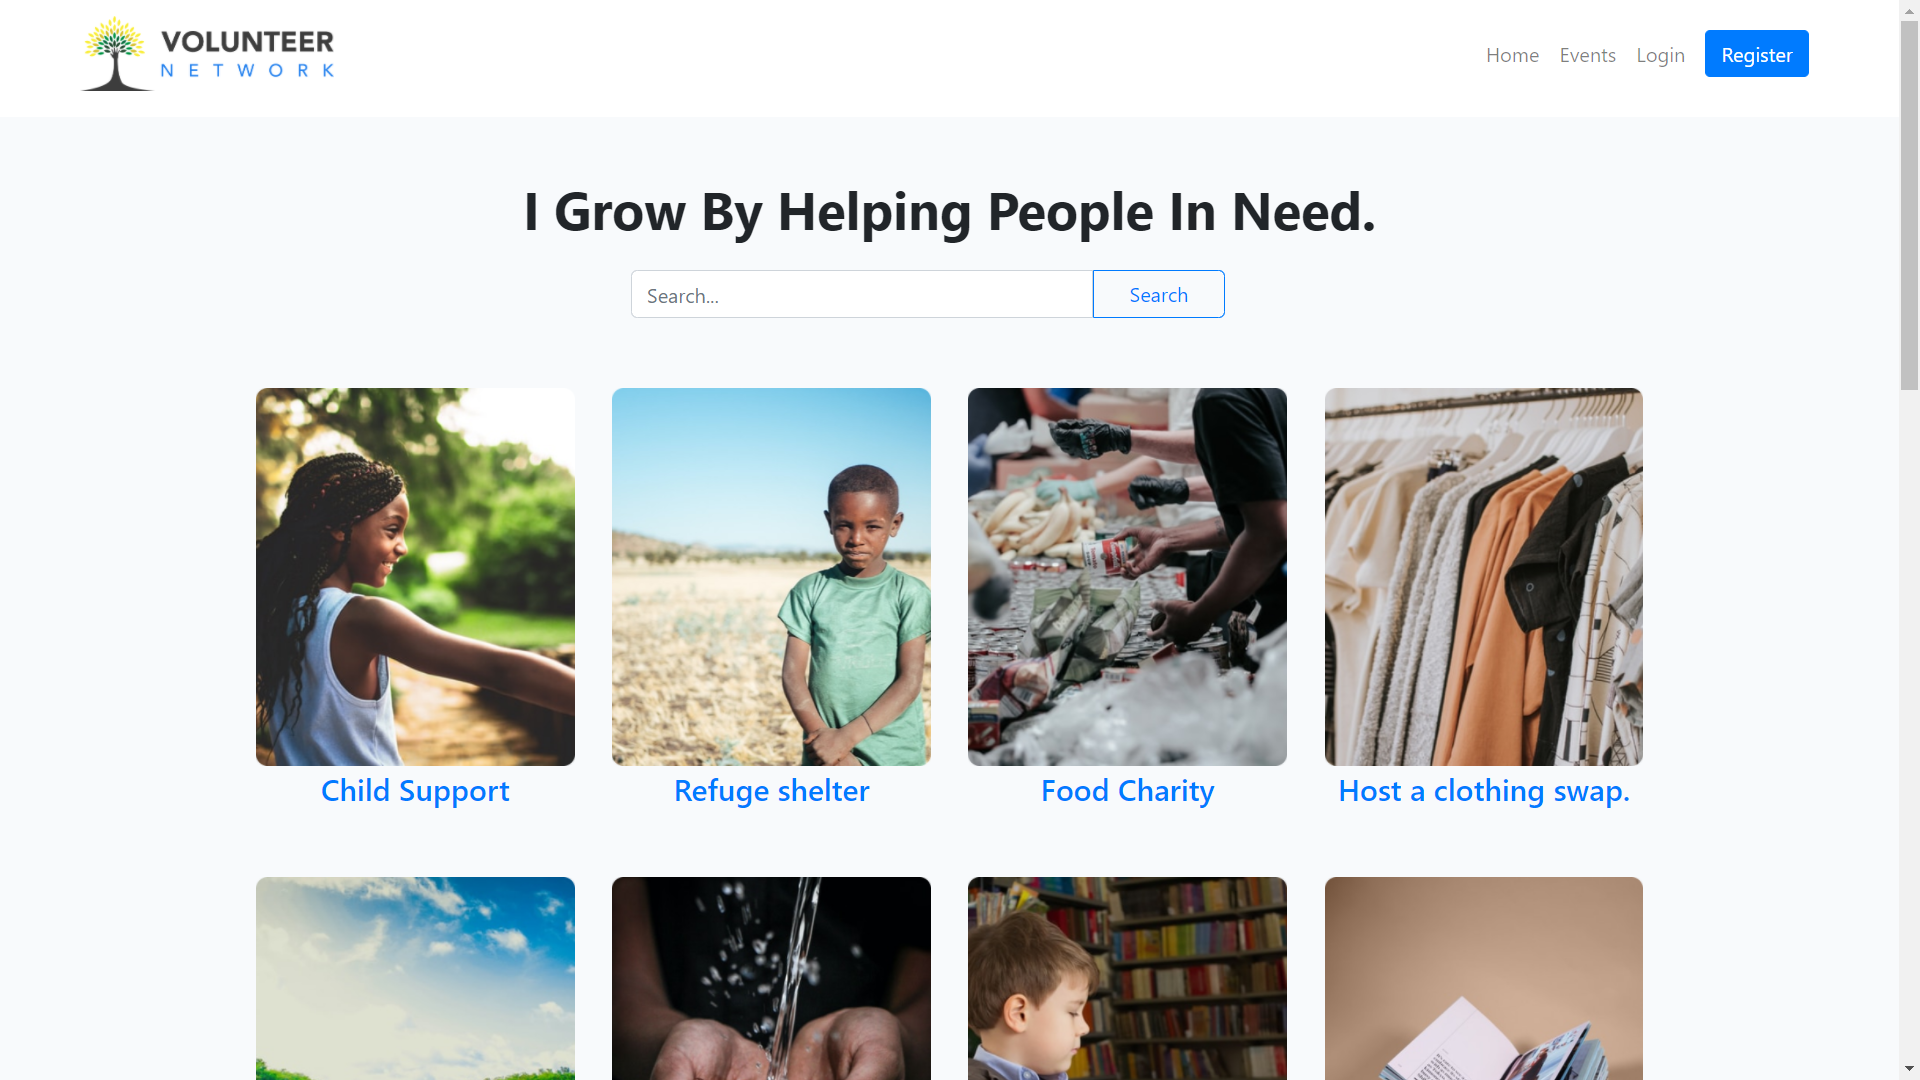 VOLUNTEER
NETWORK
Home Events Login Register
I Grow By Helping People In Need.
Search...
Search
Child Support
Refuge shelter
Food Charity
Host a clothing swap.